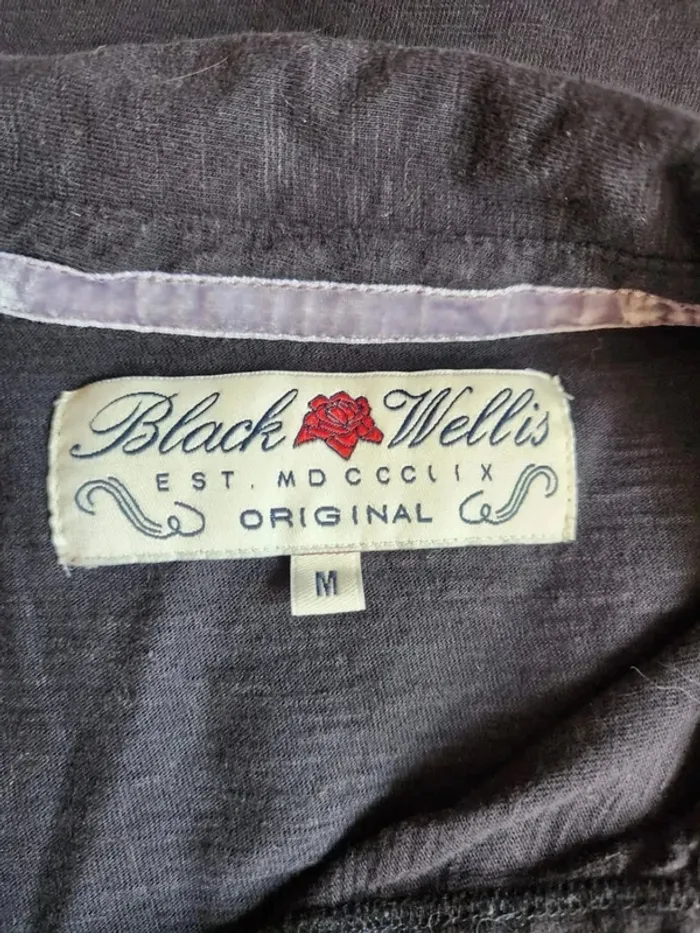 Black Wellis
EST. MDCCCLIX
ORIGINAL
M